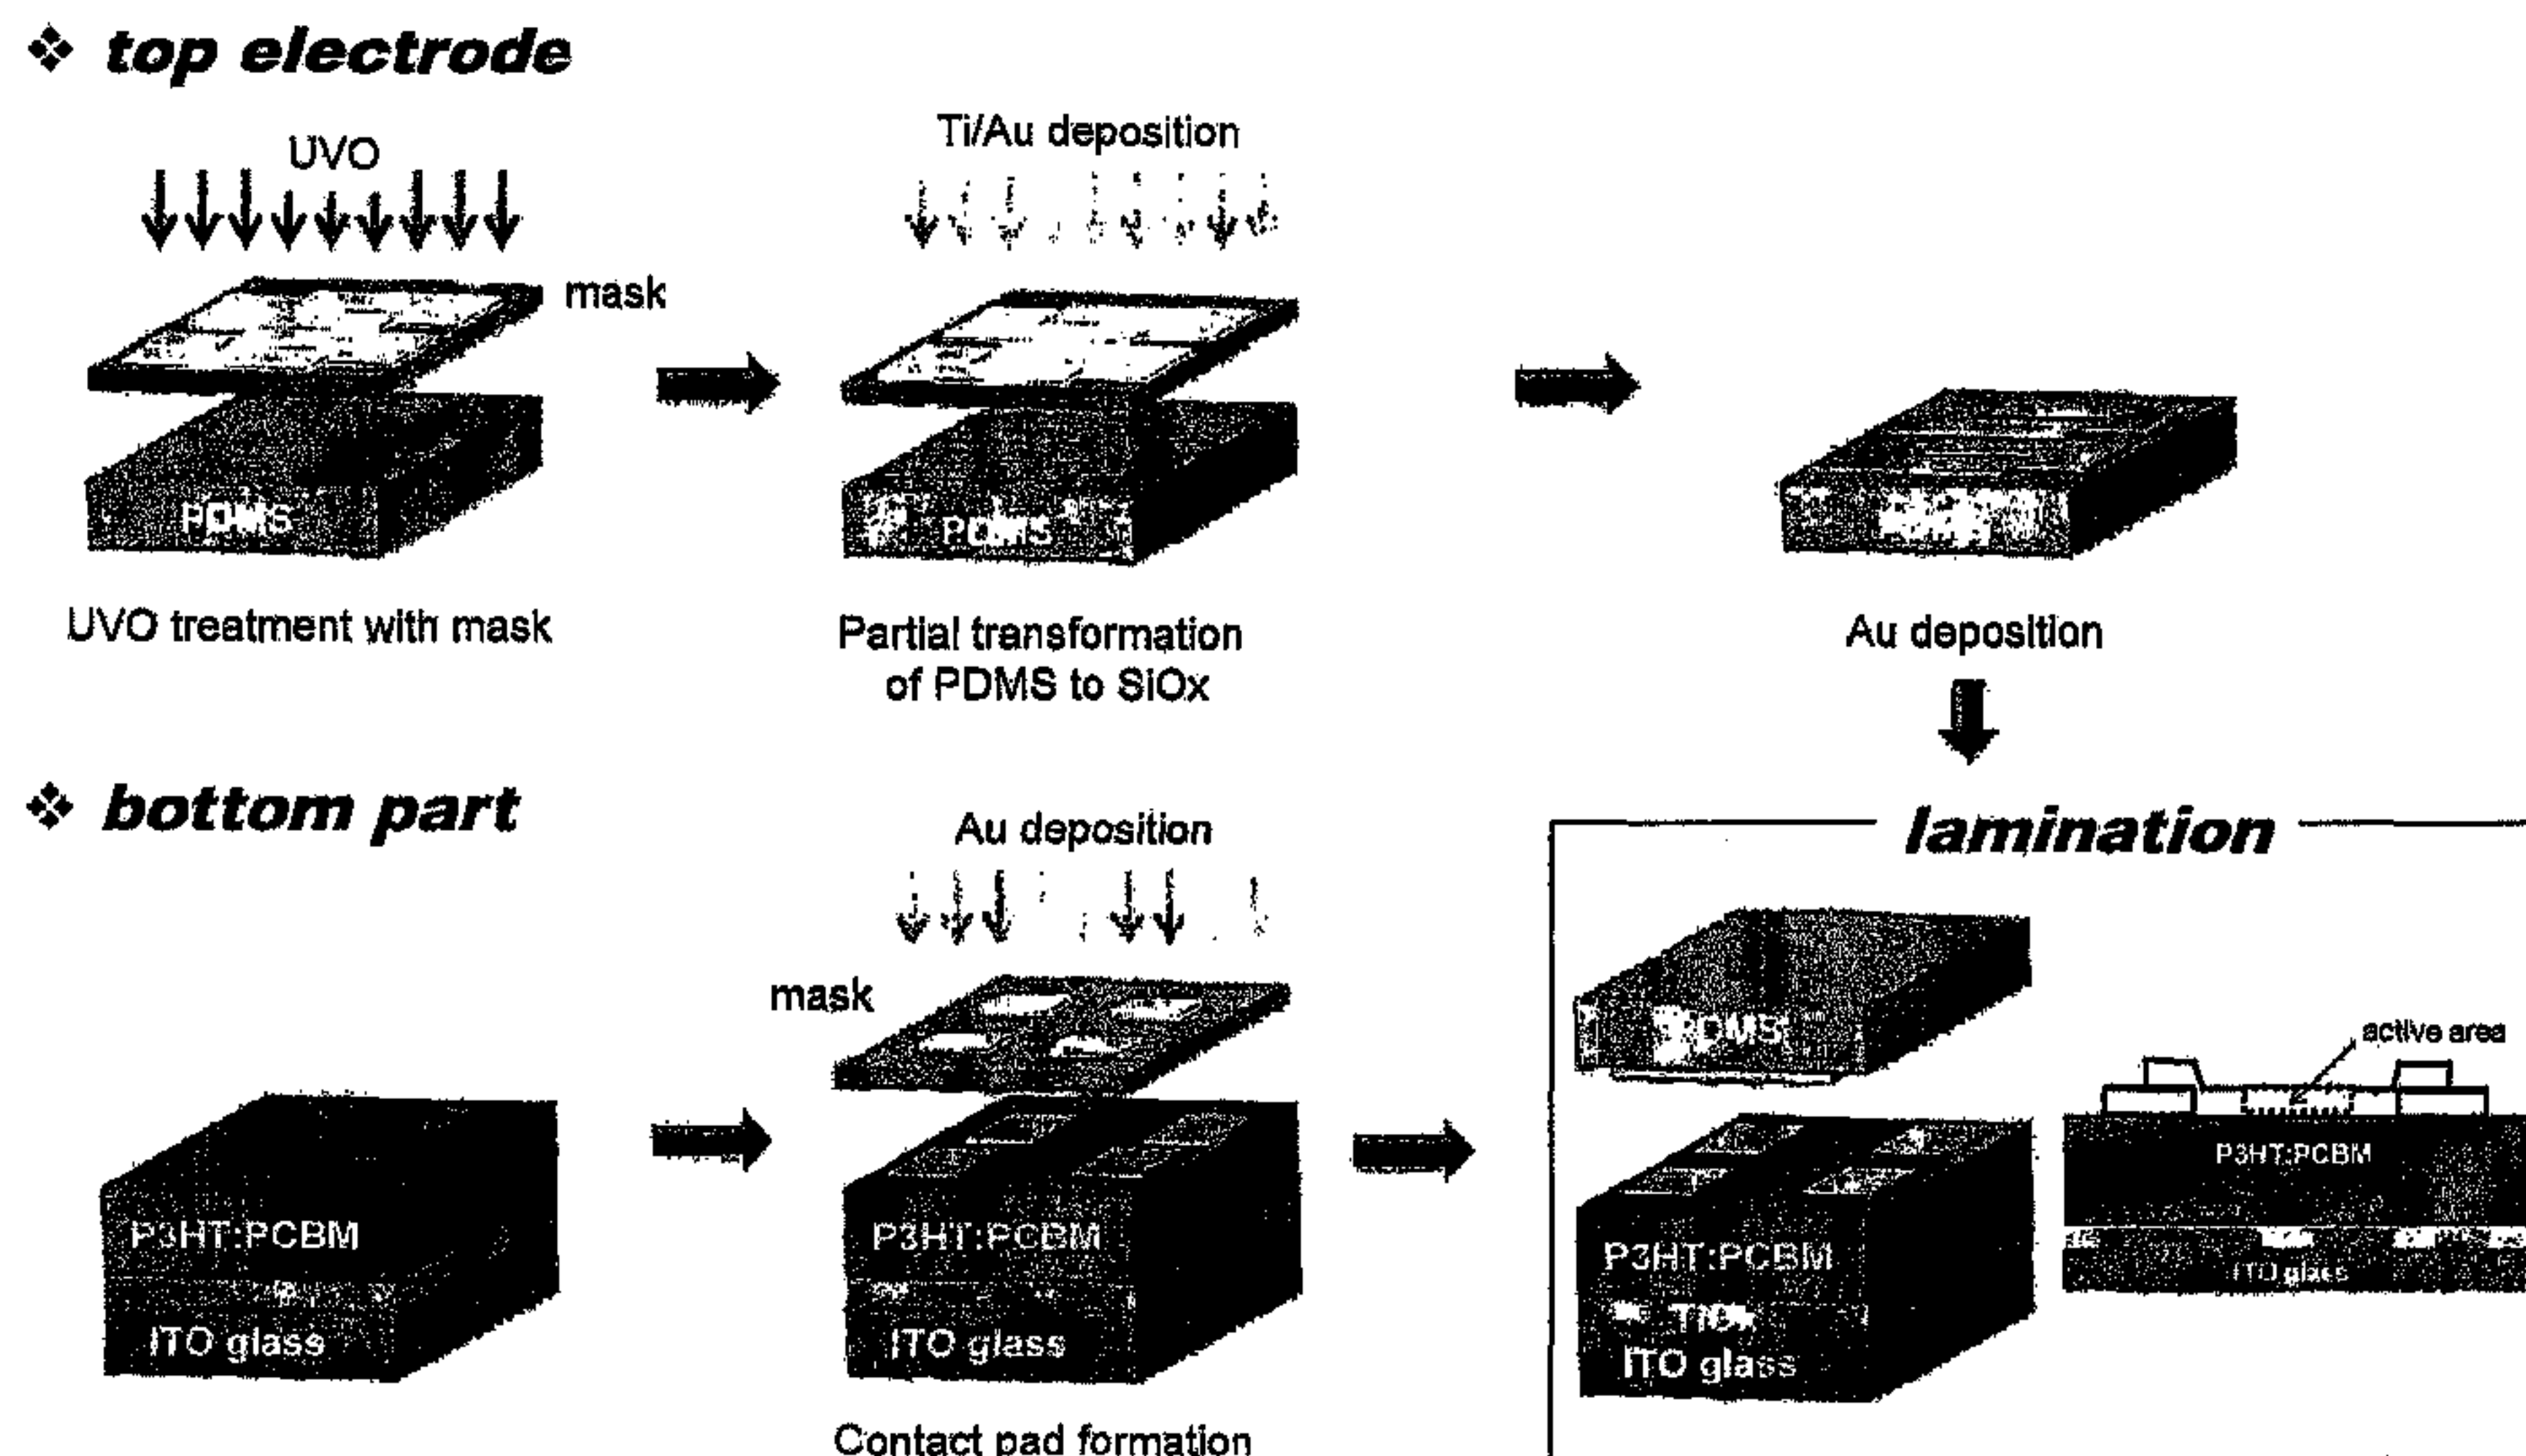 ❖ top electrode
UVO
mask
PDMS
UVO treatment with mask
Ti/Au deposition
PDMS
Partial transformation
of PDMS to SiOx
Au deposition
❖ bottom part
P3HT:PCBM
ITO glass
Au deposition
mask
P3HT:PCBM
ITO glass
Contact pad formation
lamination
PDMS
P3HT:PCBM
TiOx
ITO glass
active area
P3HT:PCBM
ITO glass